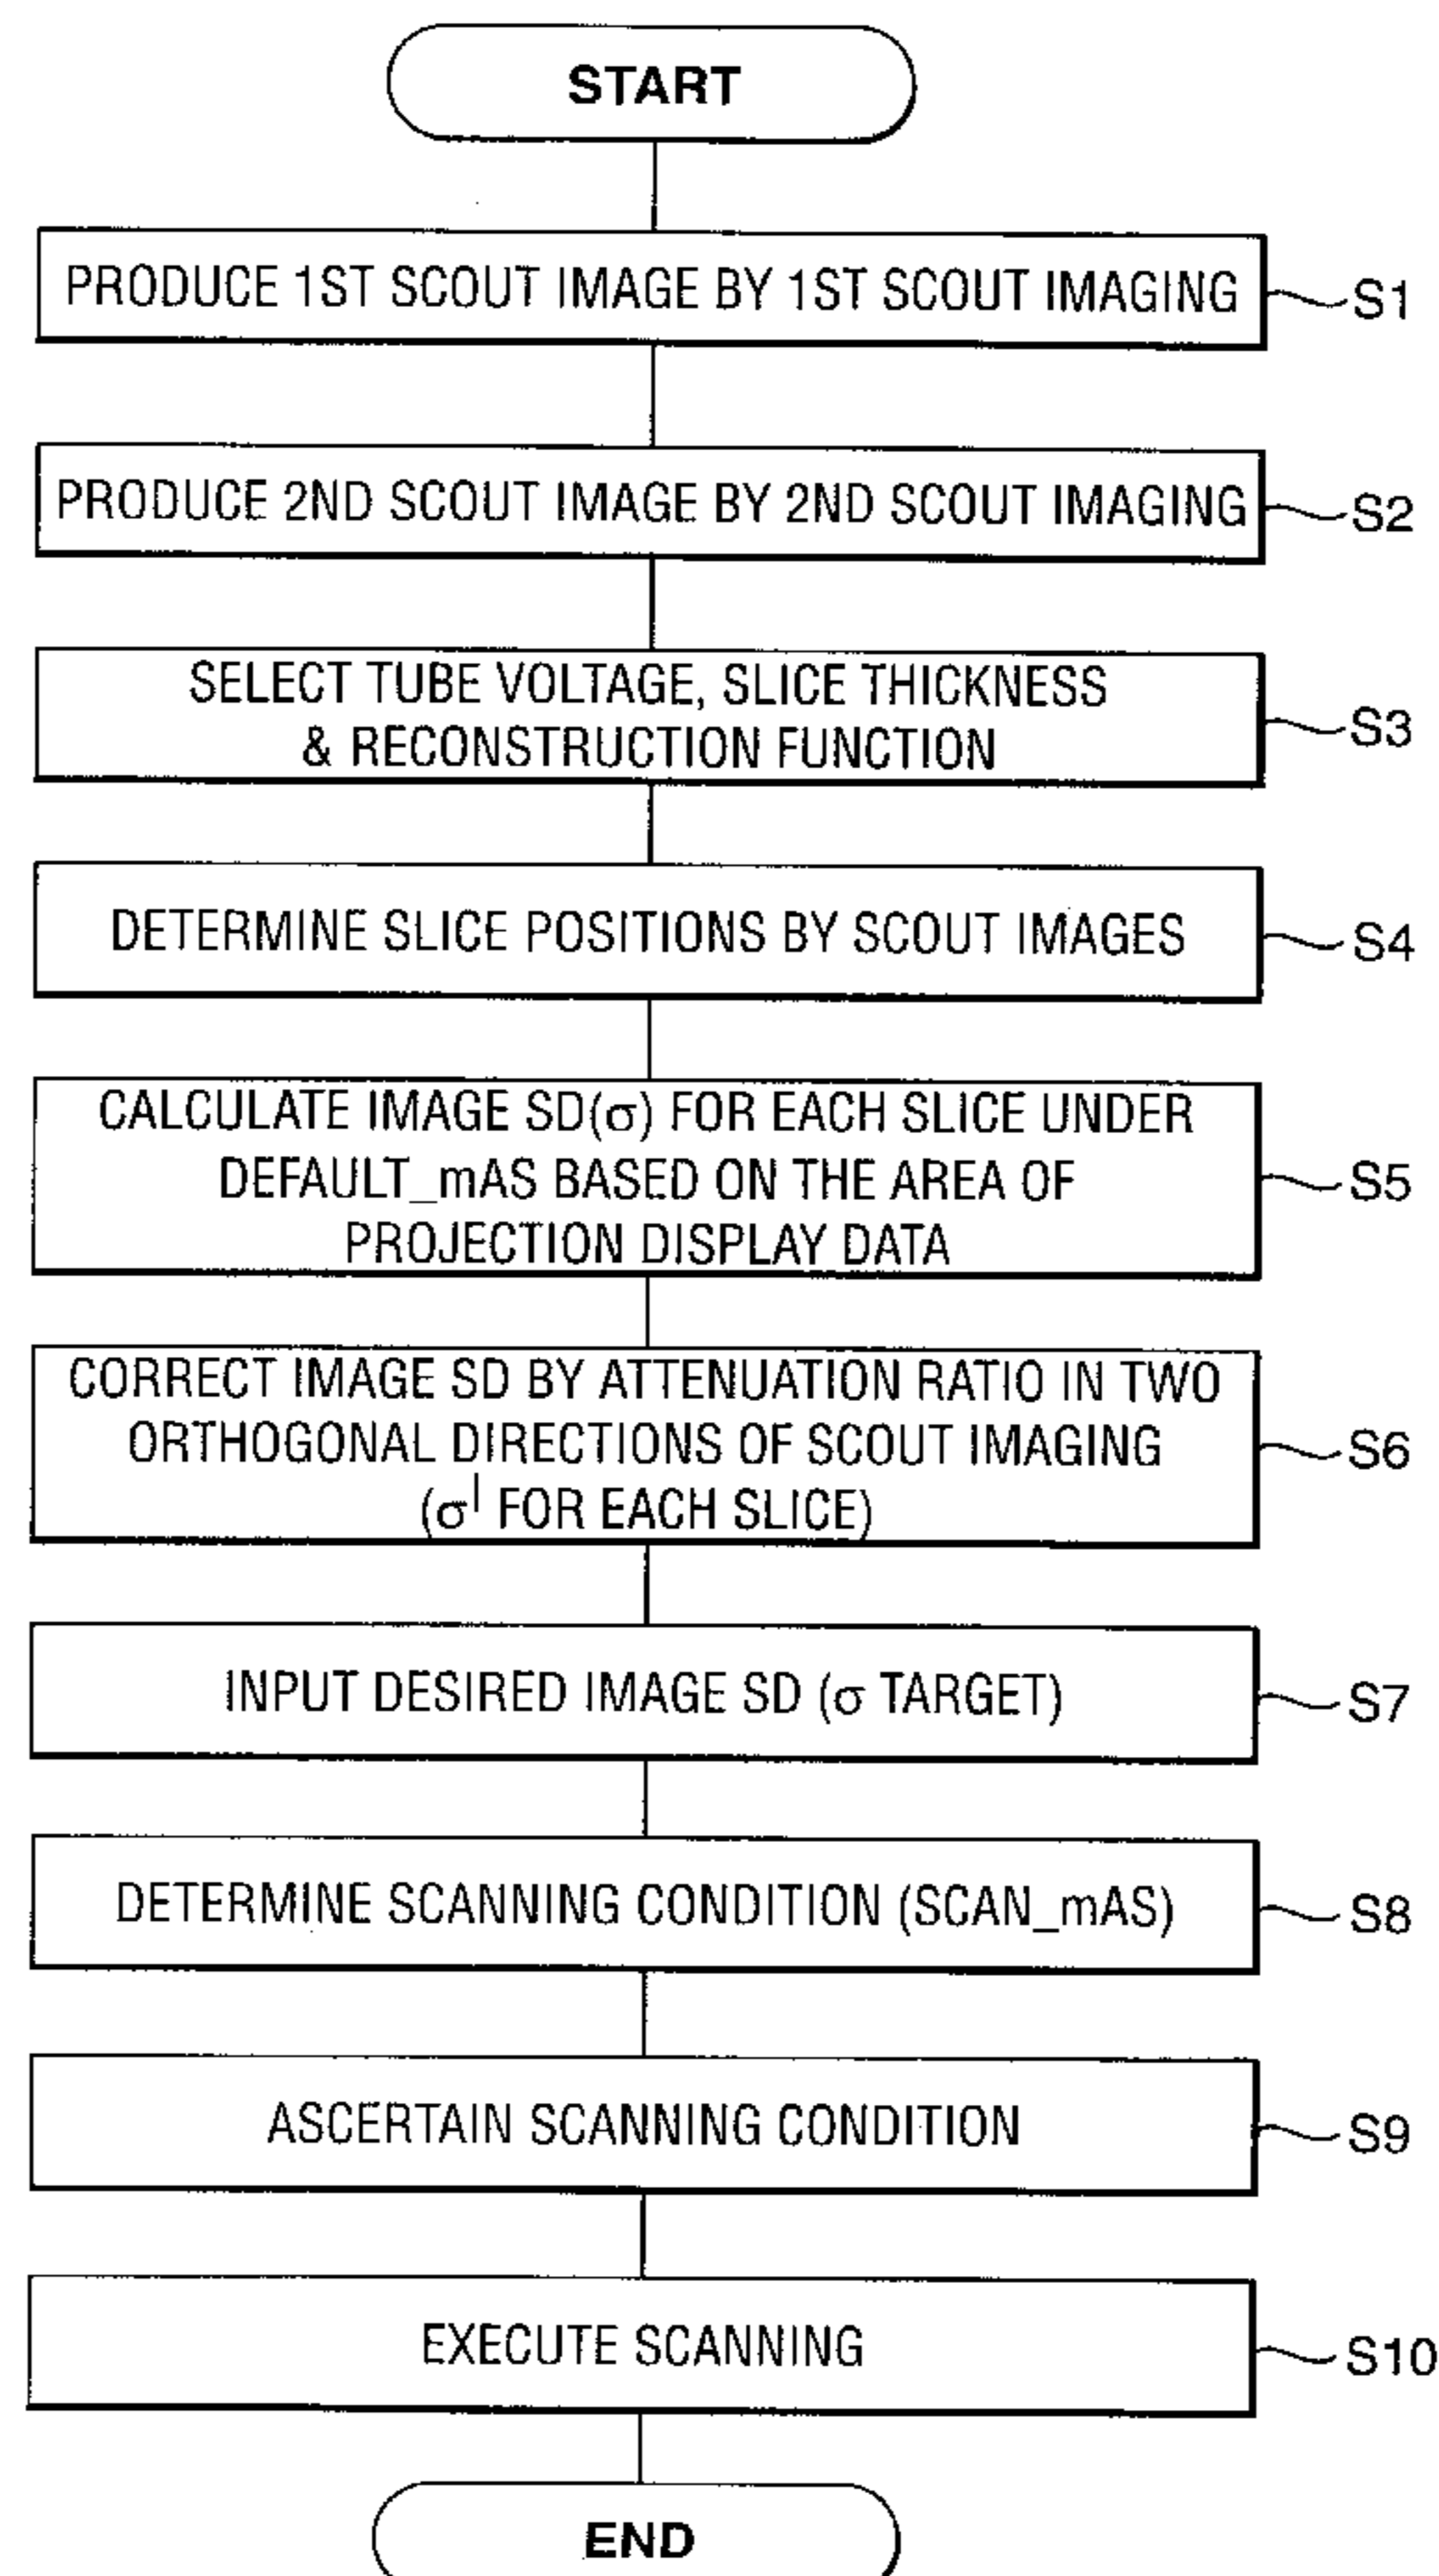 START
PRODUCE 1ST SCOUT IMAGE BY 1ST SCOUT IMAGING
S1
PRODUCE 2ND SCOUT IMAGE BY 2ND SCOUT IMAGING
S2
SELECT TUBE VOLTAGE, SLICE THICKNESS
& RECONSTRUCTION FUNCTION
S3
DETERMINE SLICE POSITIONS BY SCOUT IMAGES
S4
CALCULATE IMAGE SD(σ) FOR EACH SLICE UNDER
DEFAULT_mAS BASED ON THE AREA OF
PROJECTION DISPLAY DATA
S5
CORRECT IMAGE SD BY ATTENUATION RATIO IN TWO
ORTHOGONAL DIRECTIONS OF SCOUT IMAGING
(σ' FOR EACH SLICE)
S6
INPUT DESIRED IMAGE SD (σ TARGET)
S7
DETERMINE SCANNING CONDITION (SCAN_mAS)
S8
ASCERTAIN SCANNING CONDITION
S9
EXECUTE SCANNING
S10
END